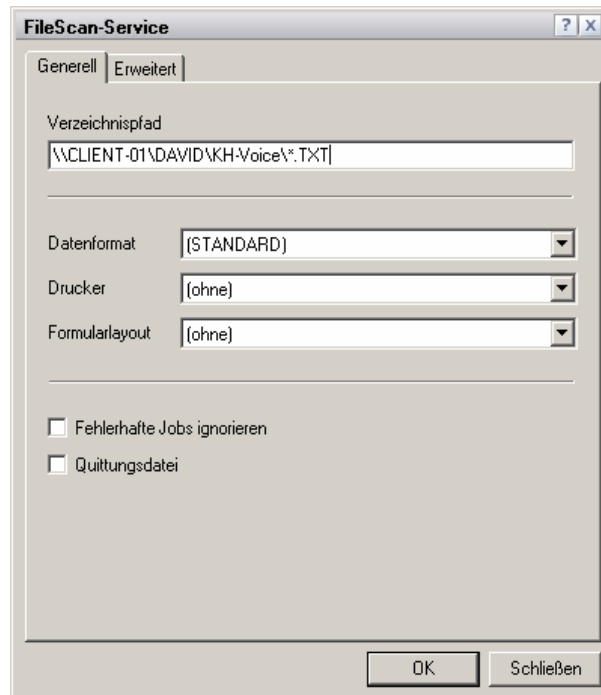 FileScan-Service
Generell Erweitert
Verzeichnispfad
\\CLIENT-01\DAVID\KH-Voice\*.TXT
Datenformat (STANDARD)
Drucker (ohne)
Formularlayout (ohne)
Fehlerhafte Jobs ignorieren
Quittungsdatei
OK Schließen